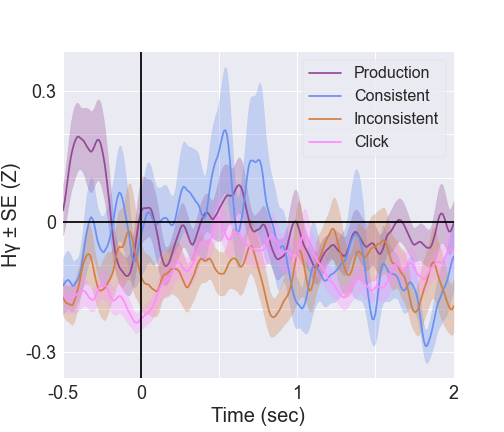 Production
Consistent
Inconsistent
Click
0.3
0
-0.3
Hγ ± SE (Z)
-0.5
0
1
2
Time (sec)